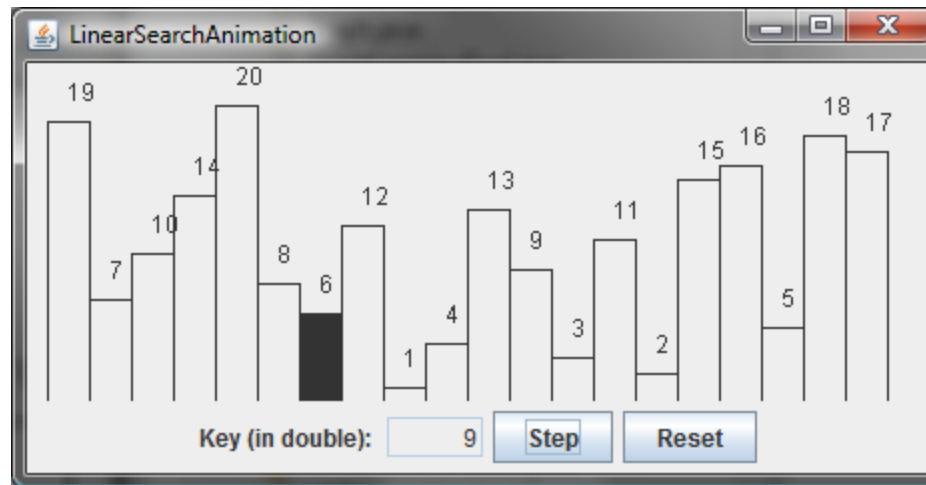 LinearSearchAnimation
19 7 10 14 20 8 6 12 1 4 13 9 3 11 2 15 16 5 18 17
Key (in double): 9 Step Reset